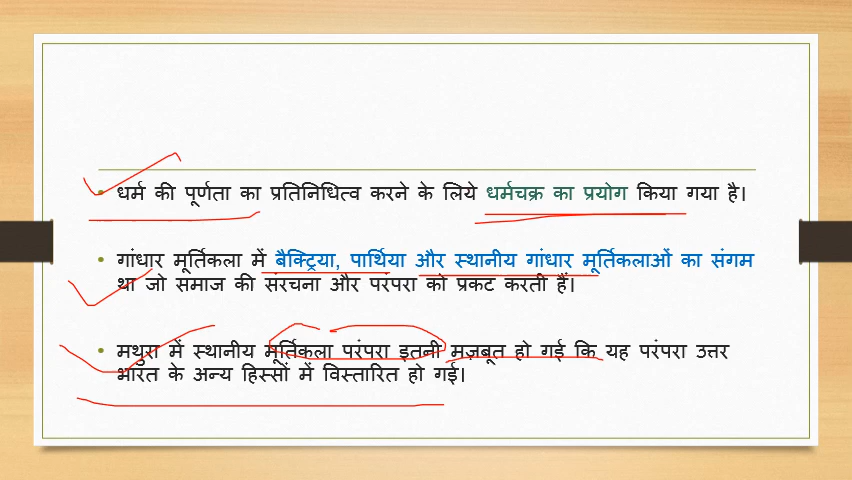 • धर्म की पूर्णता का प्रतिनिधित्व करने के लिये धर्मचक्र का प्रयोग किया गया है।
• गांधार मूर्तिकला में बैक्ट्रिया, पार्थिया और स्थानीय गांधार मूर्तिकलाओं का संगम
था जो समाज की संरचना और परंपरा को प्रकट करती हैं।
• मथुरा में स्थानीय मूर्तिकला परंपरा इतनी मज़बूत हो गई कि यह परंपरा उत्तर
भारत के अन्य हिस्सों में विस्तारित हो गई।